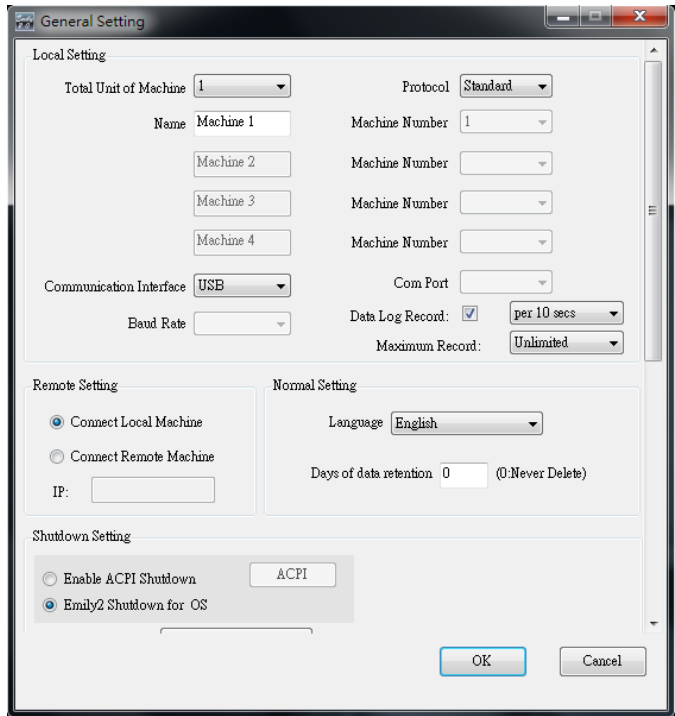 General Setting
Local Setting
Total Unit of Machine 1 Protocol Standard
Name Machine 1 Machine Number 1
Machine 2 Machine Number
Machine 3 Machine Number
Machine 4 Machine Number
Communication Interface USB Com Port
Baud Rate Data Log Record: per 10 secs
Maximum Record: Unlimited
Remote Setting Normal Setting
Connect Local Machine Language English
Connect Remote Machine Days of data retention 0 (0:Never Delete)
IP:
Shutdown Setting
Enable ACPI Shutdown ACPI
Emily2 Shutdown for OS
OK Cancel